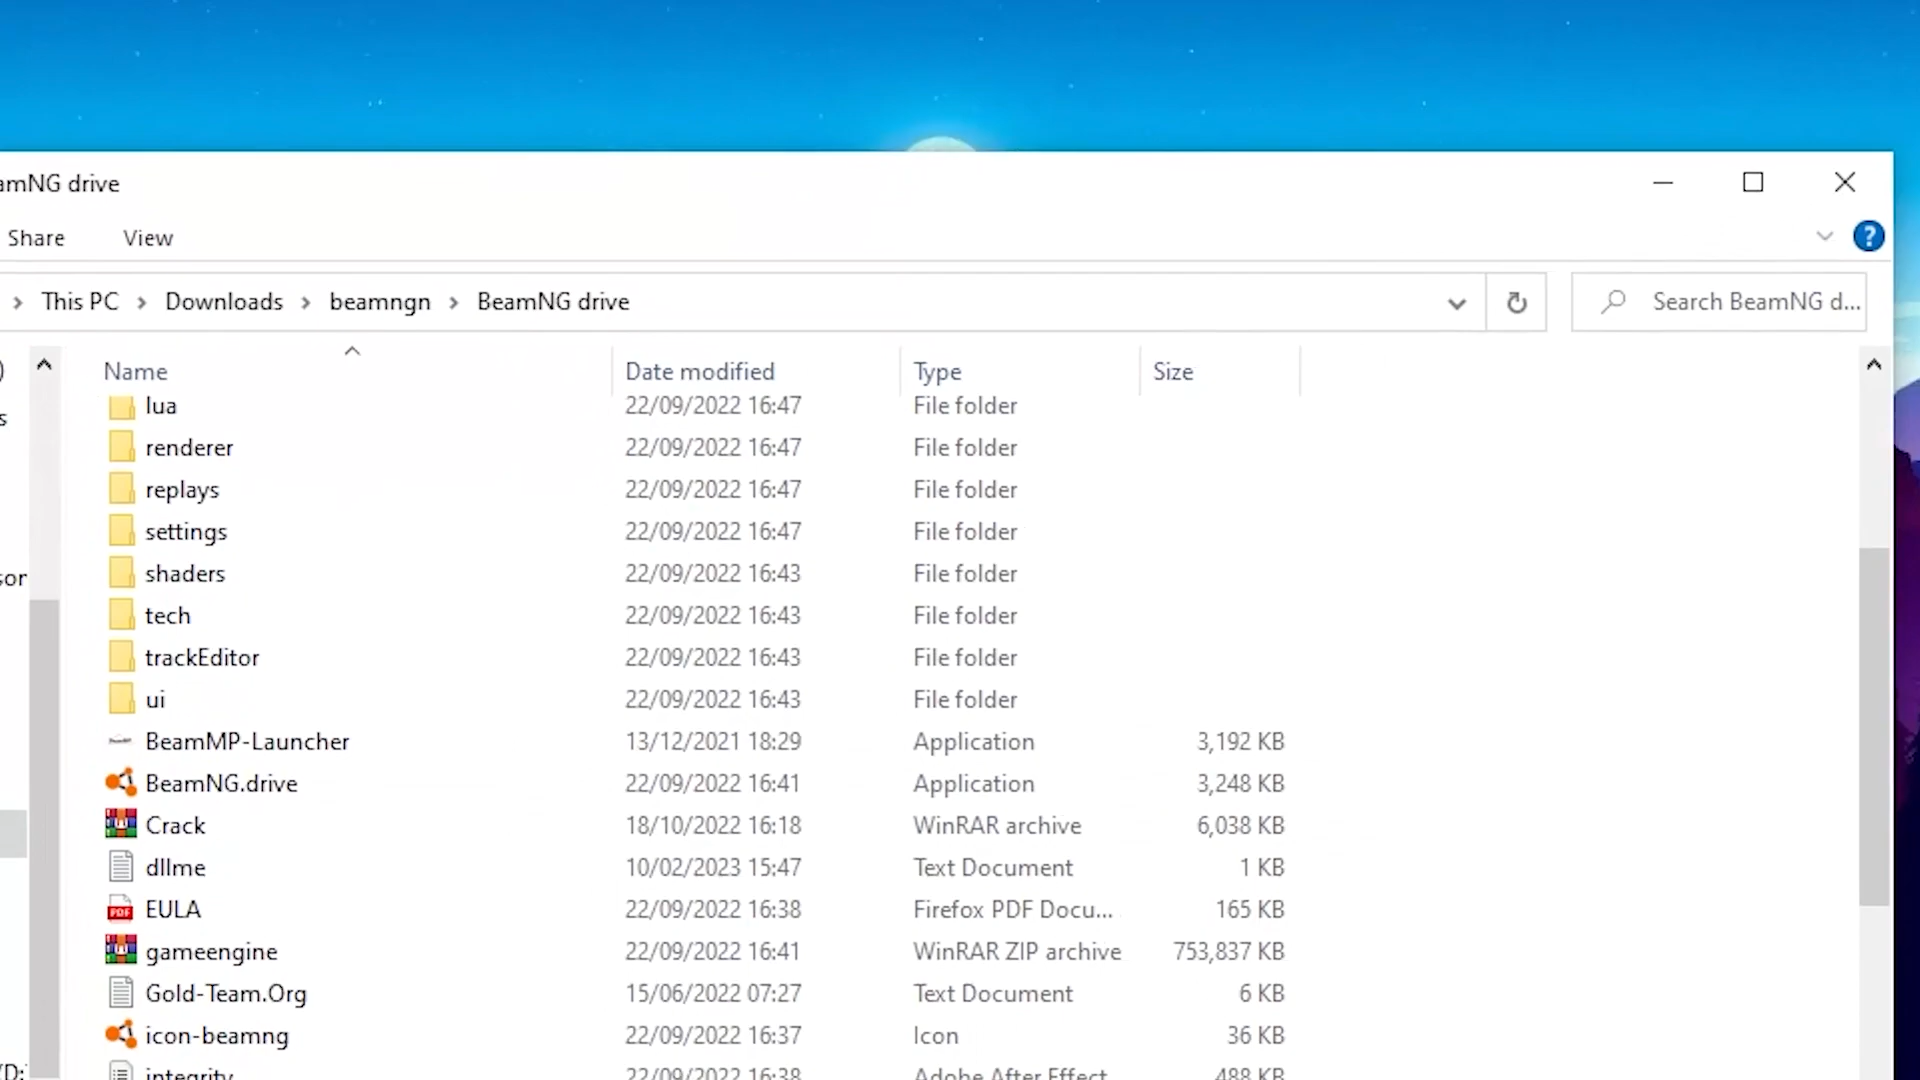 amNG drive
Share View
This PC Downloads beamngn BeamNG drive Search BeamNG d...
Name Date modified Type Size
lua 22/09/2022 16:47 File folder
renderer 22/09/2022 16:47 File folder
replays 22/09/2022 16:47 File folder
settings 22/09/2022 16:47 File folder
shaders 22/09/2022 16:43 File folder
tech 22/09/2022 16:43 File folder
trackEditor 22/09/2022 16:43 File folder
ui 22/09/2022 16:43 File folder
BeamMP-Launcher 13/12/2021 18:29 Application 3,192 KB
BeamNG.drive 22/09/2022 16:41 Application 3,248 KB
Crack 18/10/2022 16:18 WinRAR archive 6,038 KB
dllme 10/02/2023 15:47 Text Document 1 KB
EULA 22/09/2022 16:38 Firefox PDF Docu... 165 KB
gameengine 22/09/2022 16:41 WinRAR ZIP archive 753,837 KB
Gold-Team.Org 15/06/2022 07:27 Text Document 6 KB
icon-beamng 22/09/2022 16:37 Icon 36 KB
integrity 22/09/2022 16:38 Adobe After Effect 488 KB